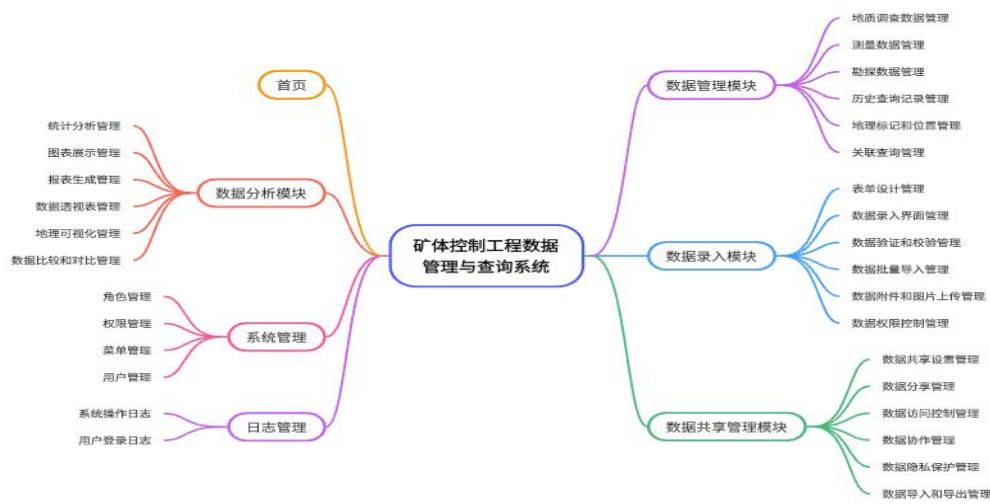 矿体控制工程数据
管理与查询系统
首页
数据分析模块
统计分析管理
图表展示管理
报表生成管理
数据透视表管理
地理可视化管理
数据比较和对比管理
系统管理
角色管理
权限管理
菜单管理
用户管理
日志管理
系统操作日志
用户登录日志
数据管理模块
地质调查数据管理
测量数据管理
勘探数据管理
历史查询记录管理
地理标记和位置管理
关联查询管理
数据录入模块
表单设计管理
数据录入界面管理
数据验证和校验管理
数据批量导入管理
数据附件和图片上传管理
数据权限控制管理
数据共享管理模块
数据共享设置管理
数据分享管理
数据访问控制管理
数据协作管理
数据隐私保护管理
数据导入和导出管理